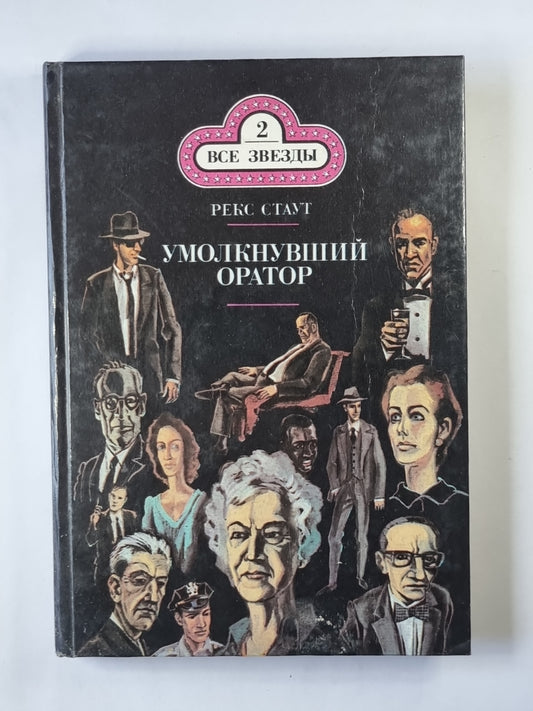 2
ВСЕ ЗВЕЗДЫ
РЕКС СТАУТ
УМОЛКНУВШИЙ
ОРАТОР